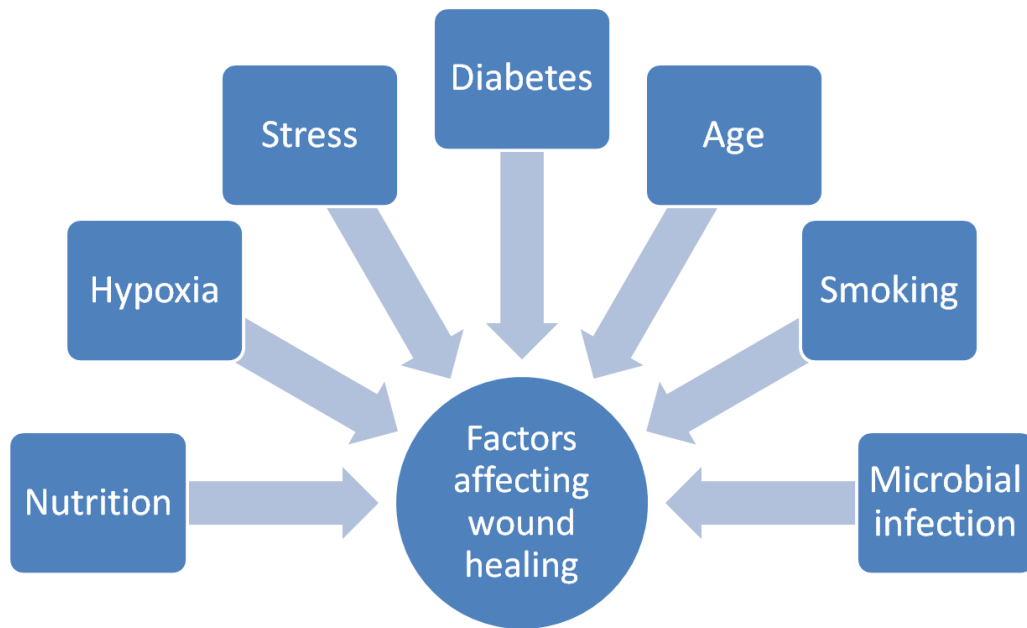 Diabetes
Stress
Age
Hypoxia
Smoking
Nutrition
Factors
affecting
wound
healing
Microbial
infection